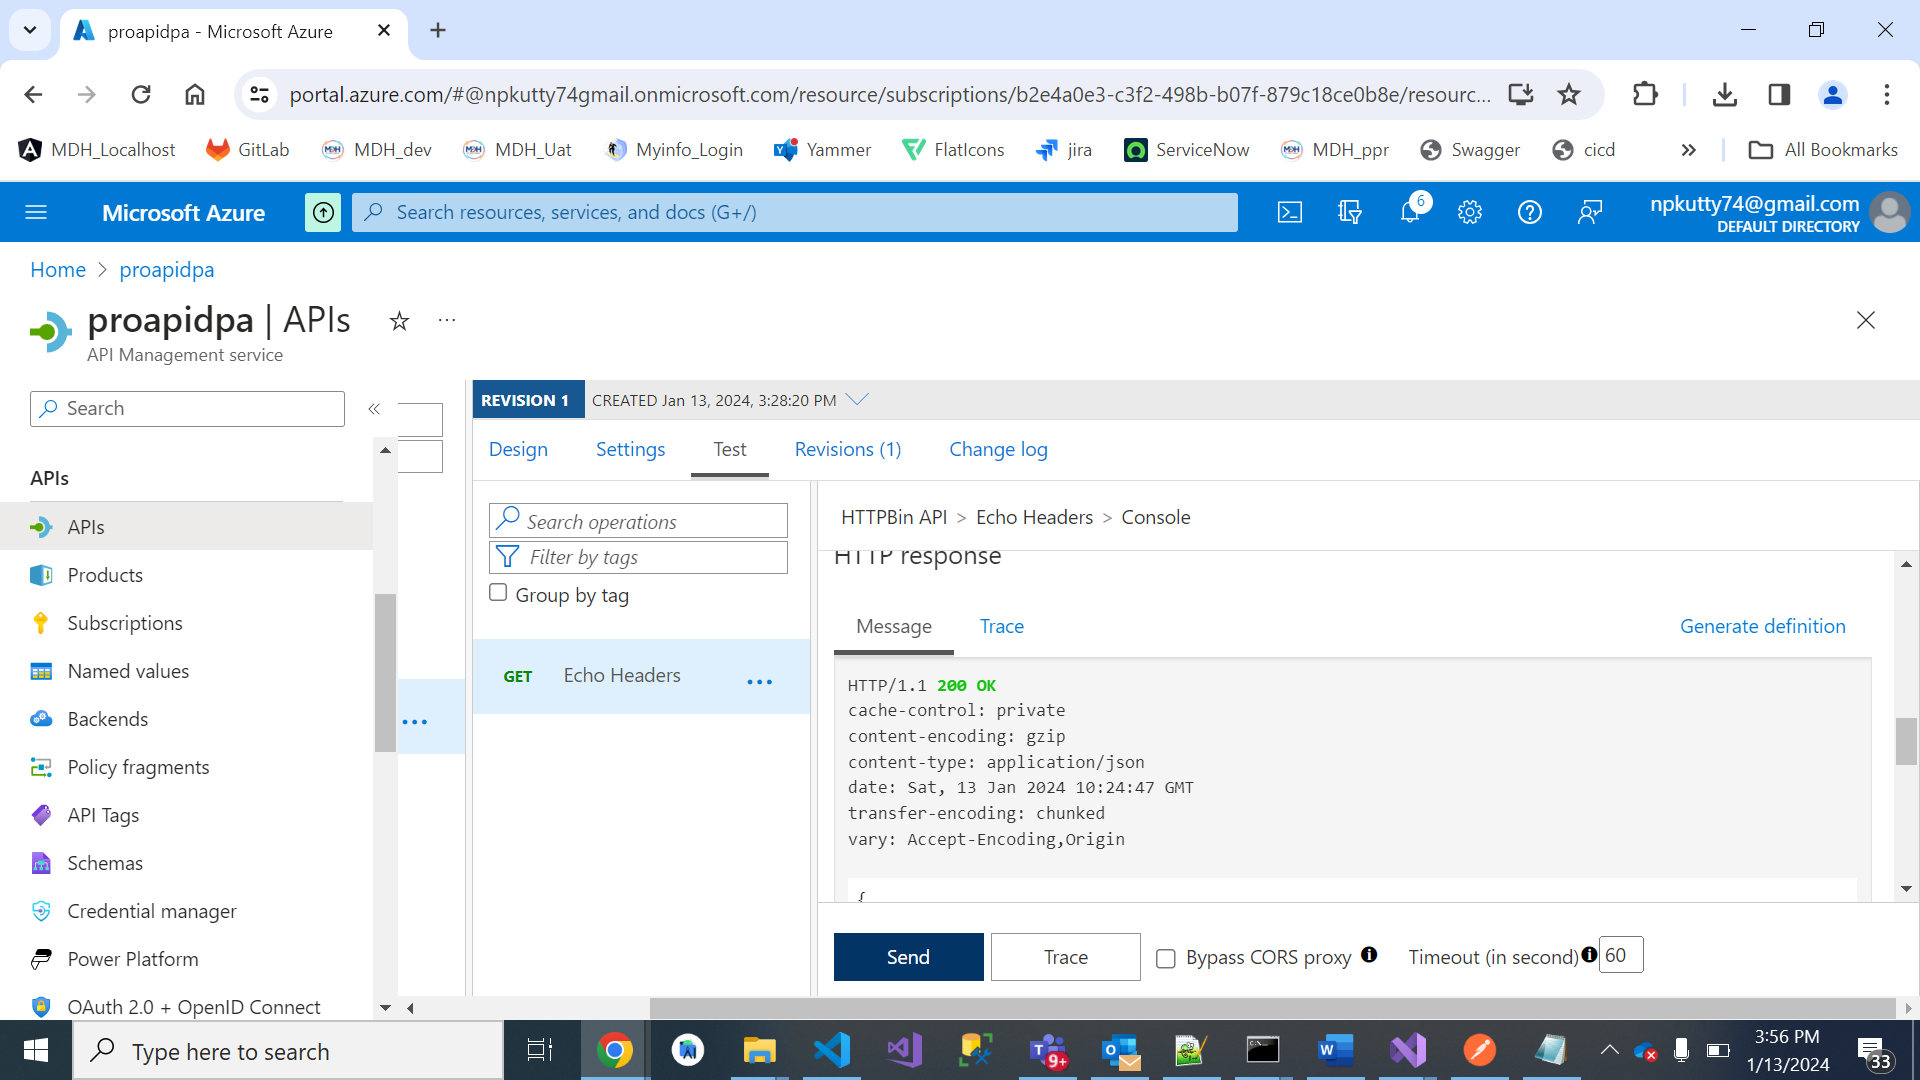 proapidpa - Microsoft Azure
portal.azure.com/#@npkutty74gmail.onmicrosoft.com/resource/subscriptions/b2e4a0e3-c3f2-498b-b07f-879c18ce0b8e/resourc...
MDH_Localhost GitLab MDH_dev MDH_Uat Myinfo_Login Yammer FlatIcons jira ServiceNow MDH_ppr Swagger cicd » All Bookmarks
Microsoft Azure
Search resources, services, and docs (G+/)
6
npkutty74@gmail.com
DEFAULT DIRECTORY
Home > proapidpa
proapidpa | APIs
API Management service
Search
APIs
APIs
Products
Subscriptions
Named values
Backends
Policy fragments
API Tags
Schemas
Credential manager
Power Platform
OAuth 2.0 + OpenID Connect
REVISION 1 CREATED Jan 13, 2024, 3:28:20 PM
Design Settings Test Revisions (1) Change log
Search operations
Filter by tags
Group by tag
GET Echo Headers
HTTPBin API > Echo Headers > Console
HTTP response
Message Trace Generate definition
HTTP/1.1 200 OK
cache-control: private
content-encoding: gzip
content-type: application/json
date: Sat, 13 Jan 2024 10:24:47 GMT
transfer-encoding: chunked
vary: Accept-Encoding,Origin
{
Send Trace Bypass CORS proxy Timeout (in second) 60
Type here to search
9+
3:56 PM
1/13/2024
33